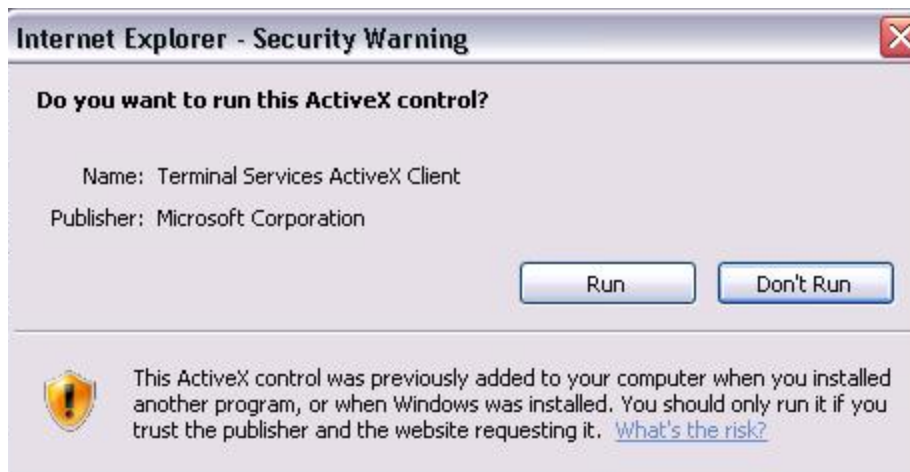 Internet Explorer - Security Warning
Do you want to run this ActiveX control?
Name: Terminal Services ActiveX Client
Publisher: Microsoft Corporation
Run Don't Run
This ActiveX control was previously added to your computer when you installed
another program, or when Windows was installed. You should only run it if you
trust the publisher and the website requesting it. What's the risk?